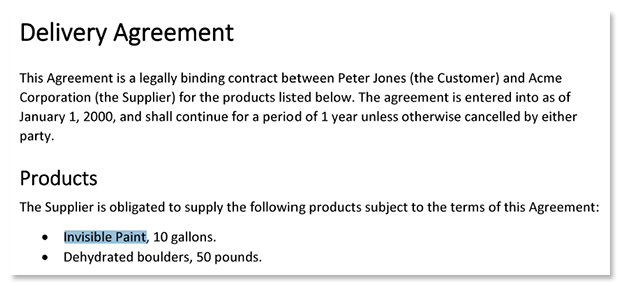 Delivery Agreement
This Agreement is a legally binding contract between Peter Jones (the Customer) and Acme
Corporation (the Supplier) for the products listed below. The agreement is entered into as of
January 1, 2000, and shall continue for a period of 1 year unless otherwise cancelled by either
party.
Products
The Supplier is obligated to supply the following products subject to the terms of this Agreement:
• Invisible Paint, 10 gallons.
• Dehydrated boulders, 50 pounds.